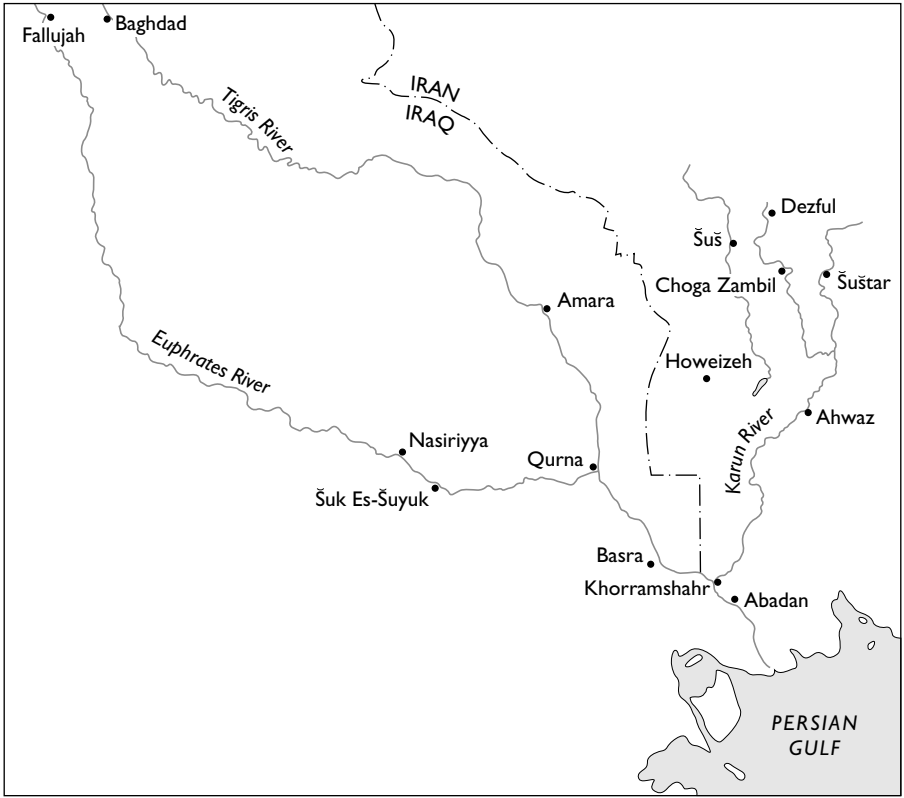 Fallujah
Baghdad
Tigris River
IRAN
IRAQ
Dezful
Šuš
Choga Zambil
Šuštar
Amara
Euphrates River
Howeizeh
Ahwaz
Karun River
Nasiriyya
Qurna
Šuk Es-Šuyuk
Basra
Khorramshahr
Abadan
PERSIAN
GULF